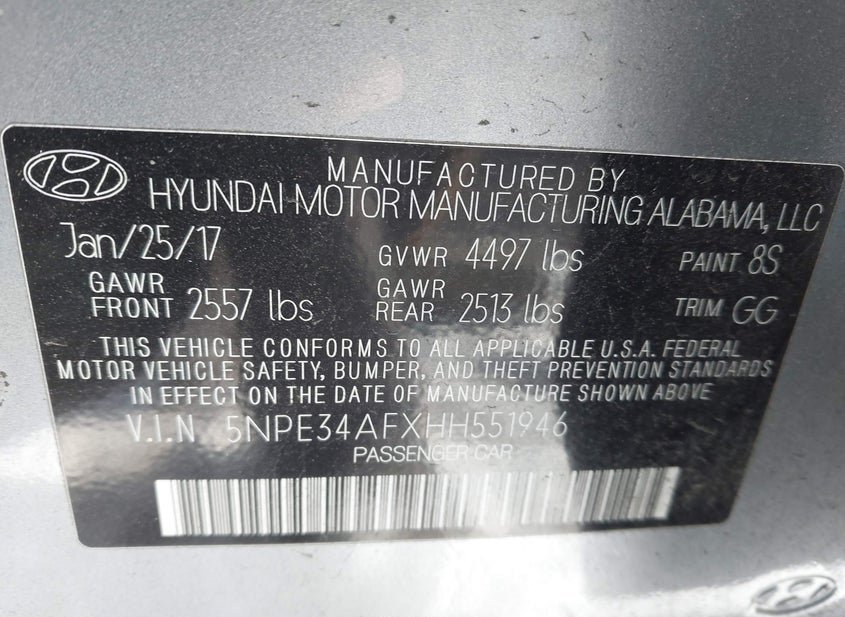 MANUFACTURED BY
HYUNDAI MOTOR MANUFACTURING ALABAMA, LLC
Jan/25/17 GVWR 4497 lbs PAINT 8S
GAWR FRONT 2557 lbs GAWR REAR 2513 lbs TRIM GG
THIS VEHICLE CONFORMS TO ALL APPLICABLE U.S.A. FEDERAL
MOTOR VEHICLE SAFETY, BUMPER, AND THEFT PREVENTION STANDARDS
IN EFFECT ON THE DATE OF MANUFACTURE SHOWN ABOVE
V.I.N 5NPE34AFXHH551946
PASSENGER CAR